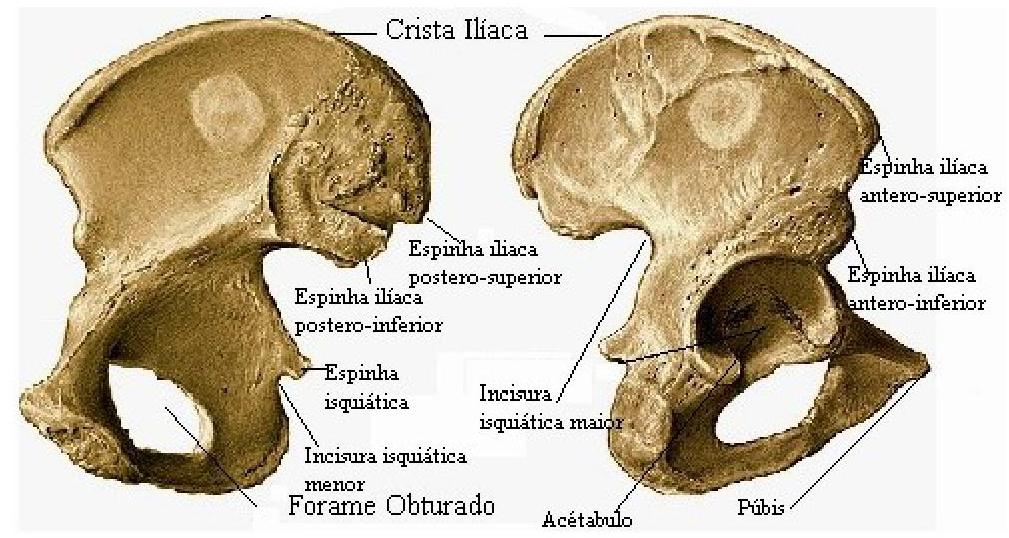 Crista Ilíaca
Espinha ilíaca
antero-superior
Espinha iliaca
postero-superior
Espinha ilíaca
antero-inferior
Espinha ilíaca
postero-inferior
Espinha
isquiática
Incisura
isquiática maior
Incisura isquiática
menor
Forame Obturado
Acétabulo
Púbis